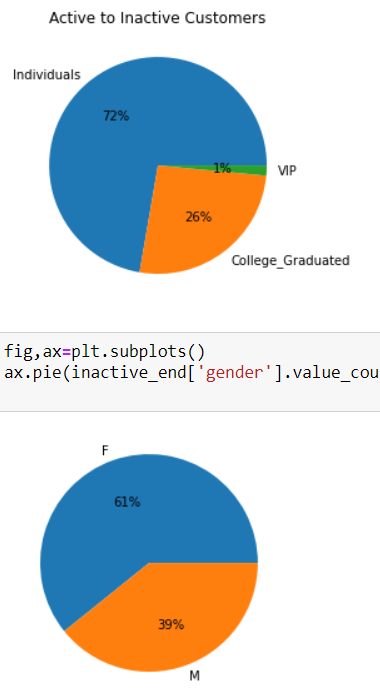 Active to Inactive Customers
Individuals
72%
1%
VIP
26%
College_Graduated
fig,ax=plt.subplots()
ax.pie(inactive_end['gender'].value_cou
F
61%
39%
M